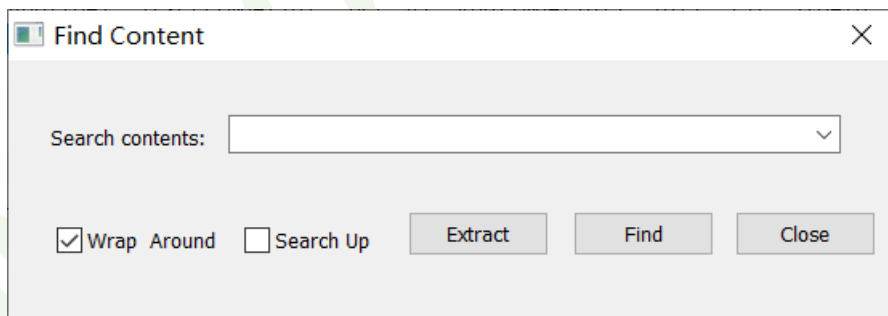 Find Content
Search contents:
Wrap Around Search Up Extract Find Close